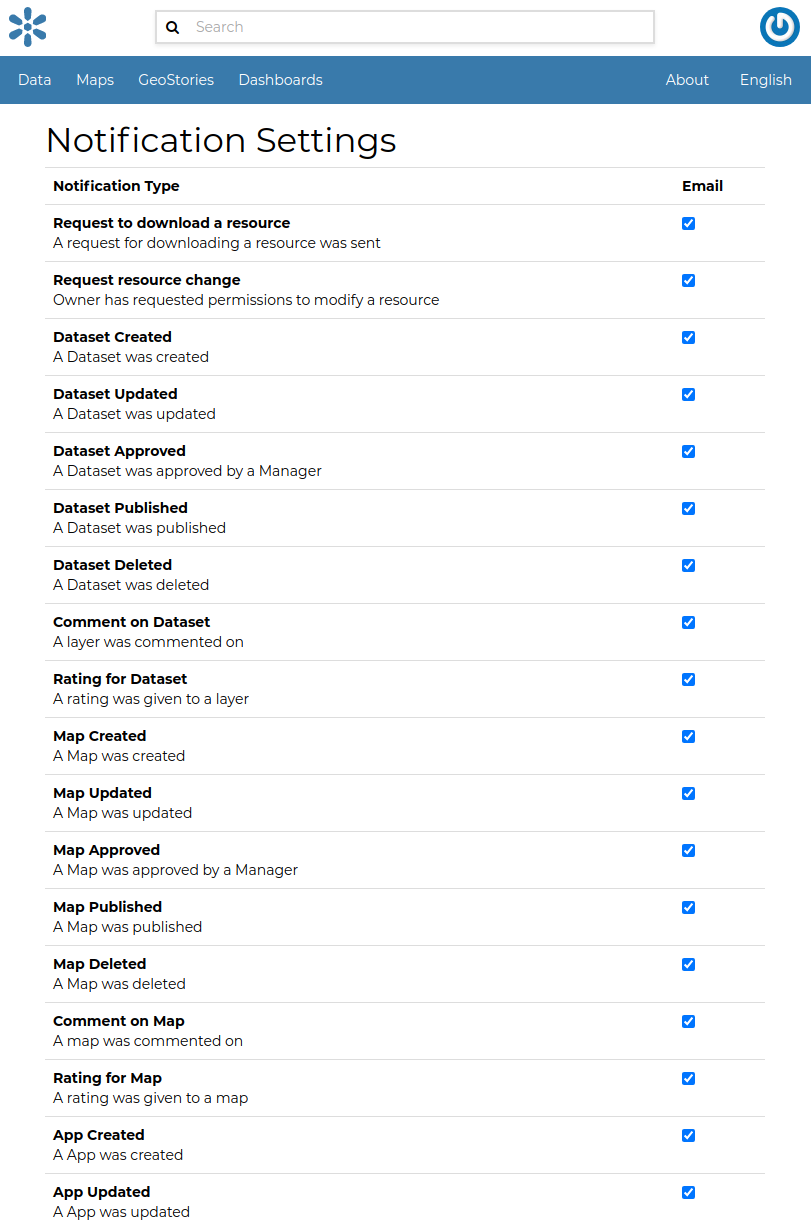 Search
Data Maps GeoStories Dashboards About English
Notification Settings
Notification Type Email
Request to download a resource
A request for downloading a resource was sent
Request resource change
Owner has requested permissions to modify a resource
Dataset Created
A Dataset was created
Dataset Updated
A Dataset was updated
Dataset Approved
A Dataset was approved by a Manager
Dataset Published
A Dataset was published
Dataset Deleted
A Dataset was deleted
Comment on Dataset
A layer was commented on
Rating for Dataset
A rating was given to a layer
Map Created
A Map was created
Map Updated
A Map was updated
Map Approved
A Map was approved by a Manager
Map Published
A Map was published
Map Deleted
A Map was deleted
Comment on Map
A map was commented on
Rating for Map
A rating was given to a map
App Created
A App was created
App Updated
A App was updated